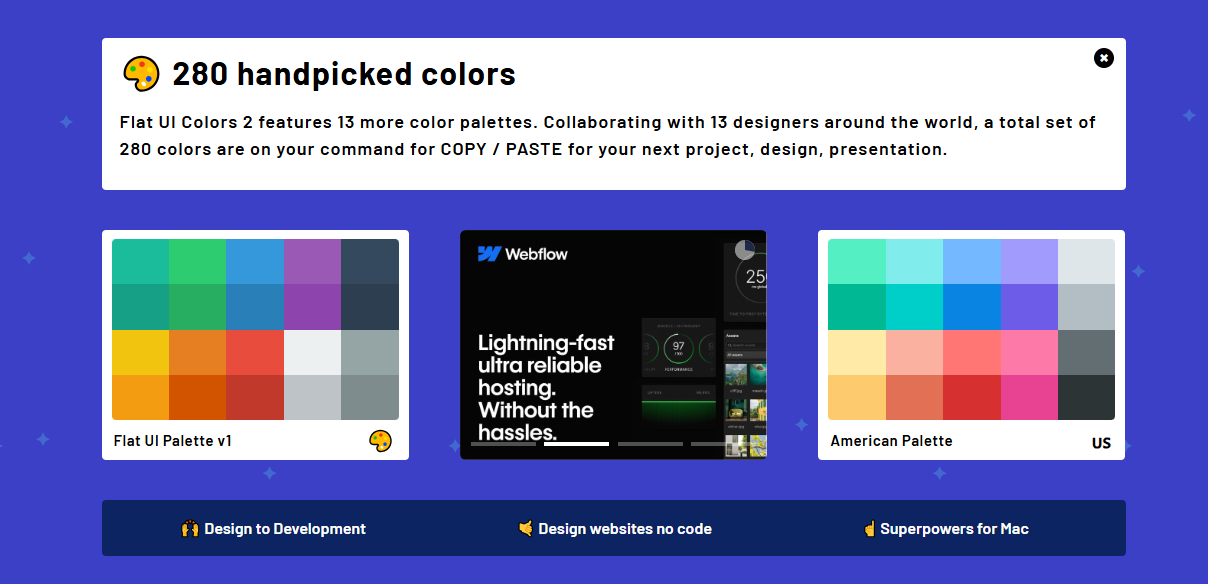 280 handpicked colors
Flat UI Colors 2 features 13 more color palettes. Collaborating with 13 designers around the world, a total set of
280 colors are on your command for COPY / PASTE for your next project, design, presentation.
Webflow
250
97
PERFORMANCE
Lightning-fast
ultra reliable
hosting.
Without the
hassles.
Flat UI Palette v1
American Palette
US
Design to Development
Design websites no code
Superpowers for Mac